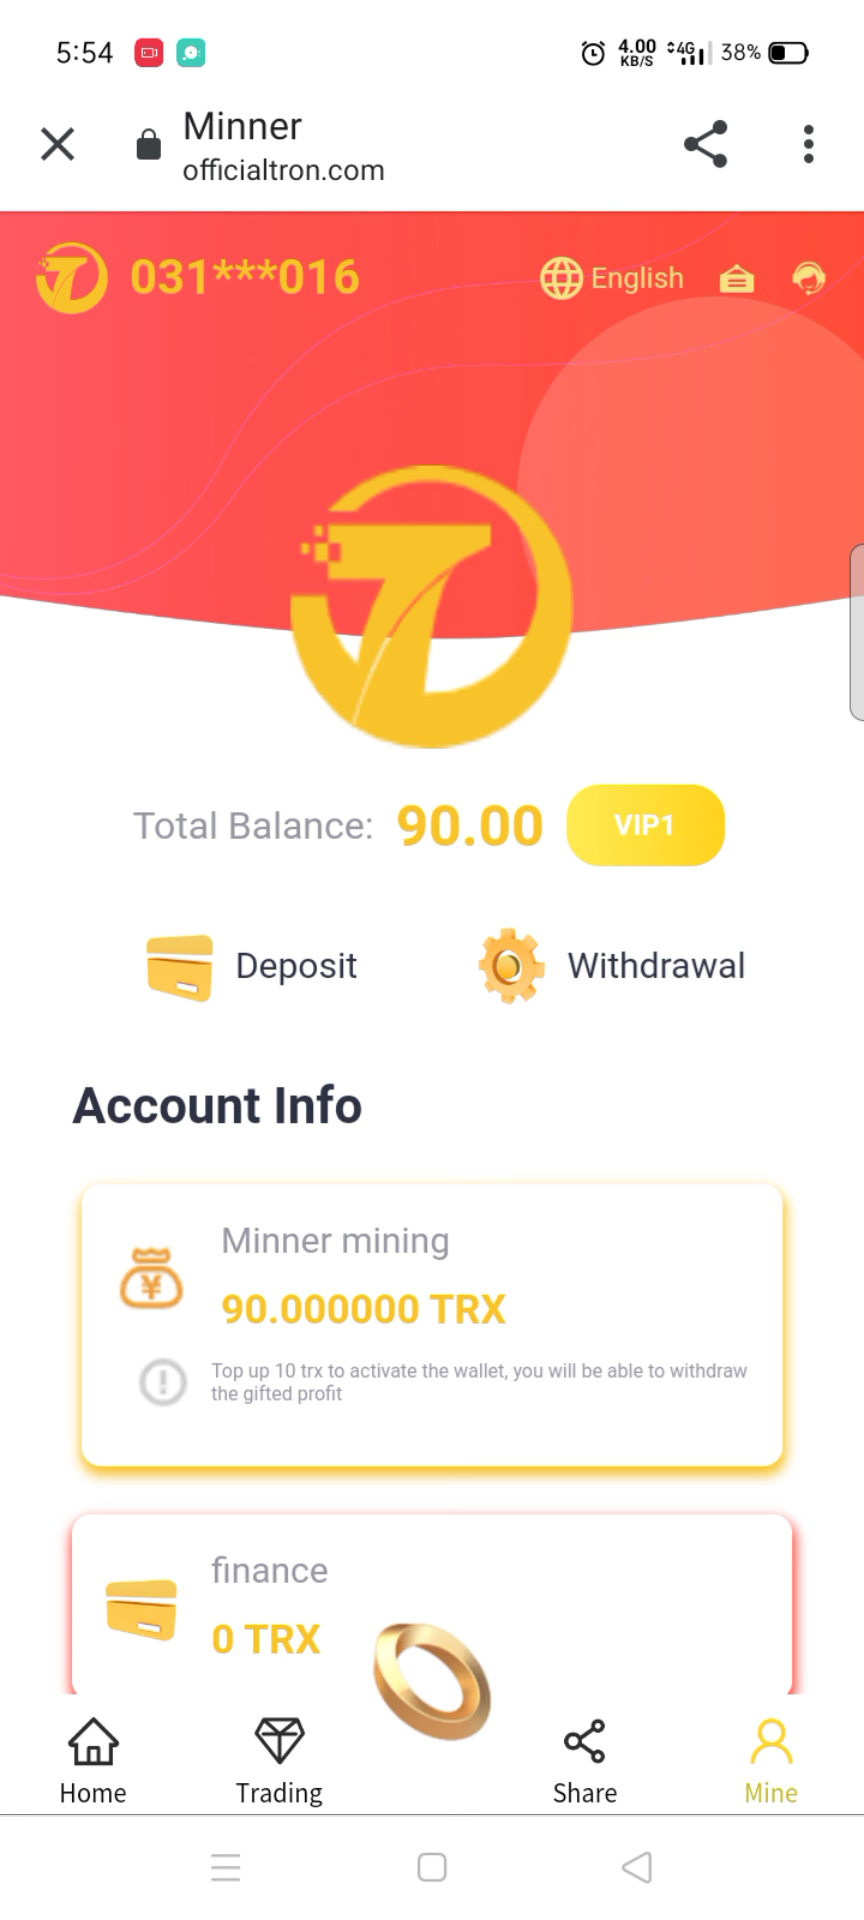 5:54
4.00
KB/S
4G
38%
Minner
officialtron.com
031***016
English
Total Balance: 90.00 VIP1
Deposit
Withdrawal
Account Info
Minner mining
¥
90.000000 TRX
Top up 10 trx to activate the wallet, you will be able to withdraw
the gifted profit
finance
0 TRX
Home
Trading
Share
Mine